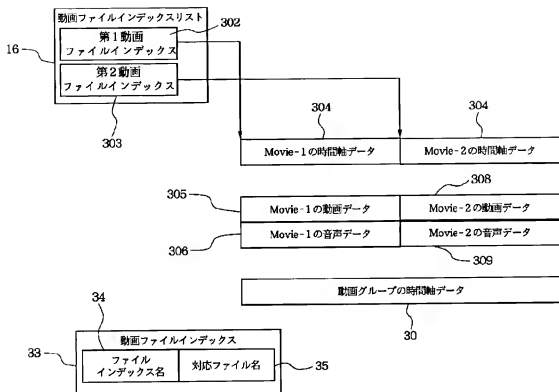 動画ファイルインデックスリスト
302
第1動画
ファイルインデックス
16
第2動画
ファイルインデックス
303
304
304
Movie-1の時間軸データ
Movie-2の時間軸データ
308
305
Movie-1の動画データ
Movie-2の動画データ
306
Movie-1の音声データ
Movie-2の音声データ
309
動画グループの時間軸データ
30
34
動画ファイルインデックス
33
ファイル
インデックス名
対応ファイル名
35